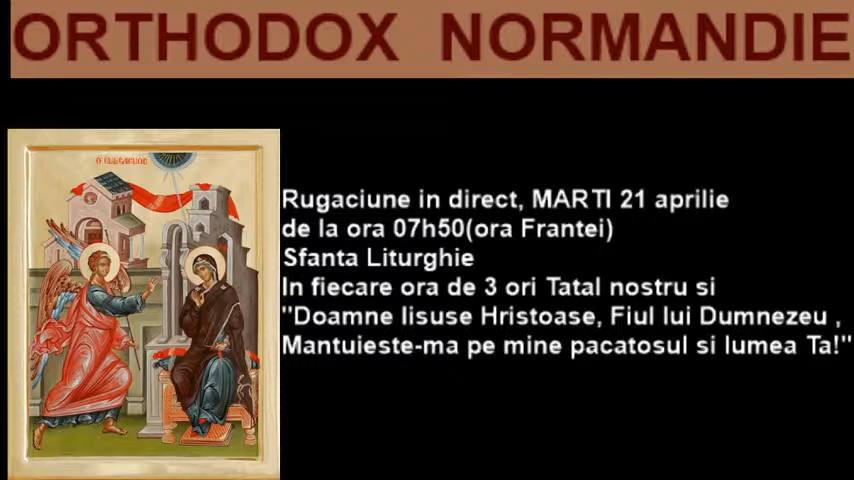 ORTHODOX NORMANDIE
Rugaciune in direct, MARTI 21 aprilie
de la ora 07h50(ora Frantei)
Sfanta Liturghie
In fiecare ora de 3 ori Tatal nostru si
"Doamne Iisuse Hristoase, Fiul lui Dumnezeu ,
Mantuieste-ma pe mine pacatosul si lumea Ta!"